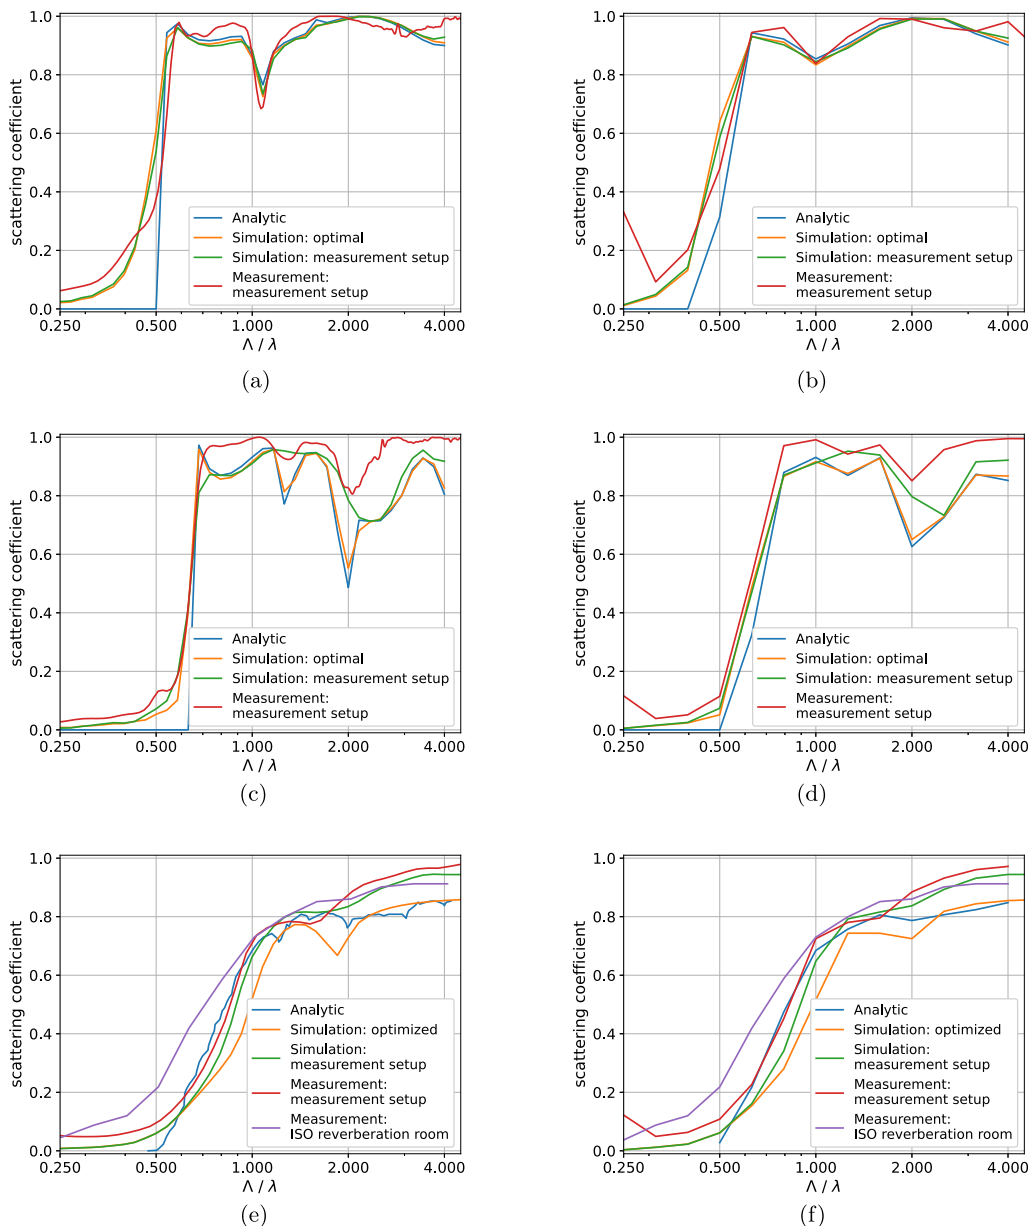 1.0
0.8
0.6
0.4
0.2
0.0
scattering coefficient
Analytic
Simulation: optimal
Simulation: measurement setup
Measurement:
measurement setup
0.250
0.500
1.000
2.000
4.000
Λ / λ
(a)
1.0
0.8
0.6
0.4
0.2
0.0
scattering coefficient
Analytic
Simulation: optimal
Simulation: measurement setup
Measurement:
measurement setup
0.250
0.500
1.000
2.000
4.000
Λ / λ
(b)
1.0
0.8
0.6
0.4
0.2
0.0
scattering coefficient
Analytic
Simulation: optimal
Simulation: measurement setup
Measurement:
measurement setup
0.250
0.500
1.000
2.000
4.000
Λ / λ
(c)
1.0
0.8
0.6
0.4
0.2
0.0
scattering coefficient
Analytic
Simulation: optimal
Simulation: measurement setup
Measurement:
measurement setup
0.250
0.500
1.000
2.000
4.000
Λ / λ
(d)
1.0
0.8
0.6
0.4
0.2
0.0
scattering coefficient
Analytic
Simulation: optimized
Simulation:
measurement setup
Measurement:
measurement setup
Measurement:
ISO reverberation room
0.250
0.500
1.000
2.000
4.000
Λ / λ
(e)
1.0
0.8
0.6
0.4
0.2
0.0
scattering coefficient
Analytic
Simulation: optimized
Simulation:
measurement setup
Measurement:
measurement setup
Measurement:
ISO reverberation room
0.250
0.500
1.000
2.000
4.000
Λ / λ
(f)